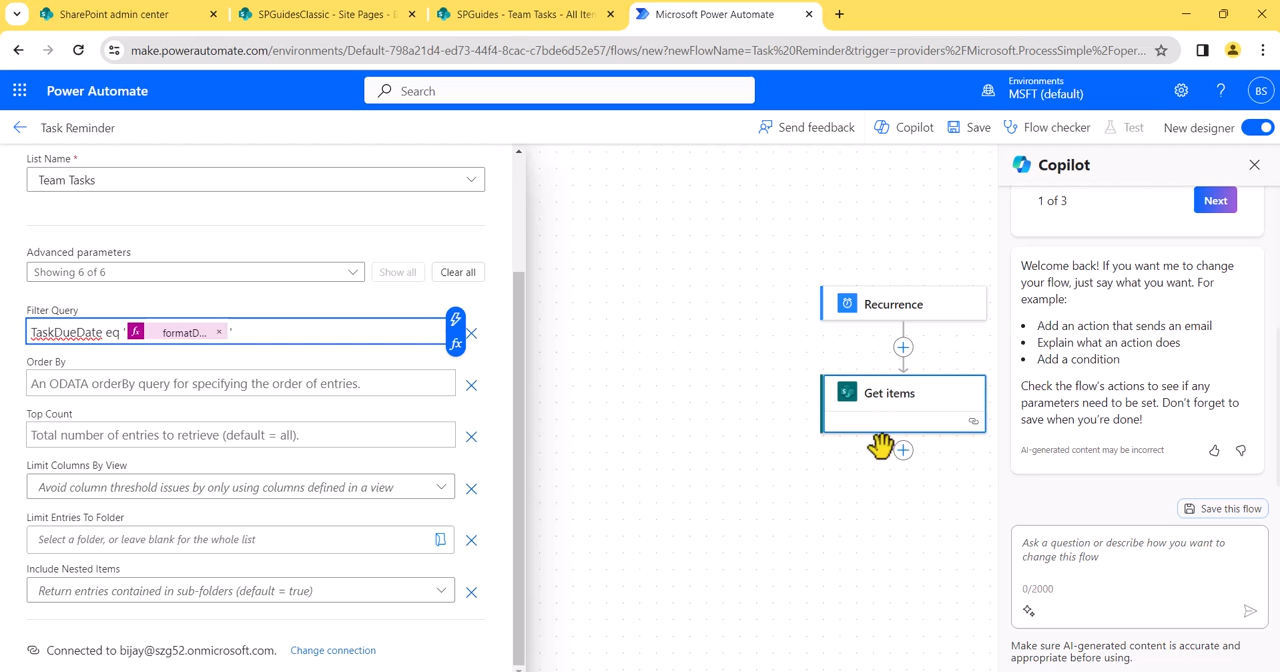 SharePoint admin center
SPGuidesClassic - Site Pages -
SPGuides - Team Tasks - All Iten
Microsoft Power Automate
make.powerautomate.com/environments/Default-798a21d4-ed73-44f4-8cac-c7bde6d52e57/flows/new?newFlowName=Task%20Reminder&trigger=providers%2FMicrosoft.ProcessSimple%2Foper...
Power Automate
Search
Environments
MSFT (default)
BS
Task Reminder
Send feedback
Copilot
Save
Flow checker
Test
New designer
List Name *
Team Tasks
Advanced parameters
Showing 6 of 6
Show all
Clear all
Filter Query
TaskDueDate eq ' fx formatD... × '
fx
Order By
An ODATA orderBy query for specifying the order of entries.
Top Count
Total number of entries to retrieve (default = all).
Limit Columns By View
Avoid column threshold issues by only using columns defined in a view
Limit Entries To Folder
Select a folder, or leave blank for the whole list
Include Nested Items
Return entries contained in sub-folders (default = true)
Connected to bijay@szg52.onmicrosoft.com.
Change connection
Recurrence
Get items
Copilot
1 of 3
Next
Welcome back! If you want me to change
your flow, just say what you want. For
example:
• Add an action that sends an email
• Explain what an action does
• Add a condition
Check the flow's actions to see if any
parameters need to be set. Don't forget to
save when you're done!
AI-generated content may be incorrect
Save this flow
Ask a question or describe how you want to
change this flow
0/2000
Make sure AI-generated content is accurate and
appropriate before using.